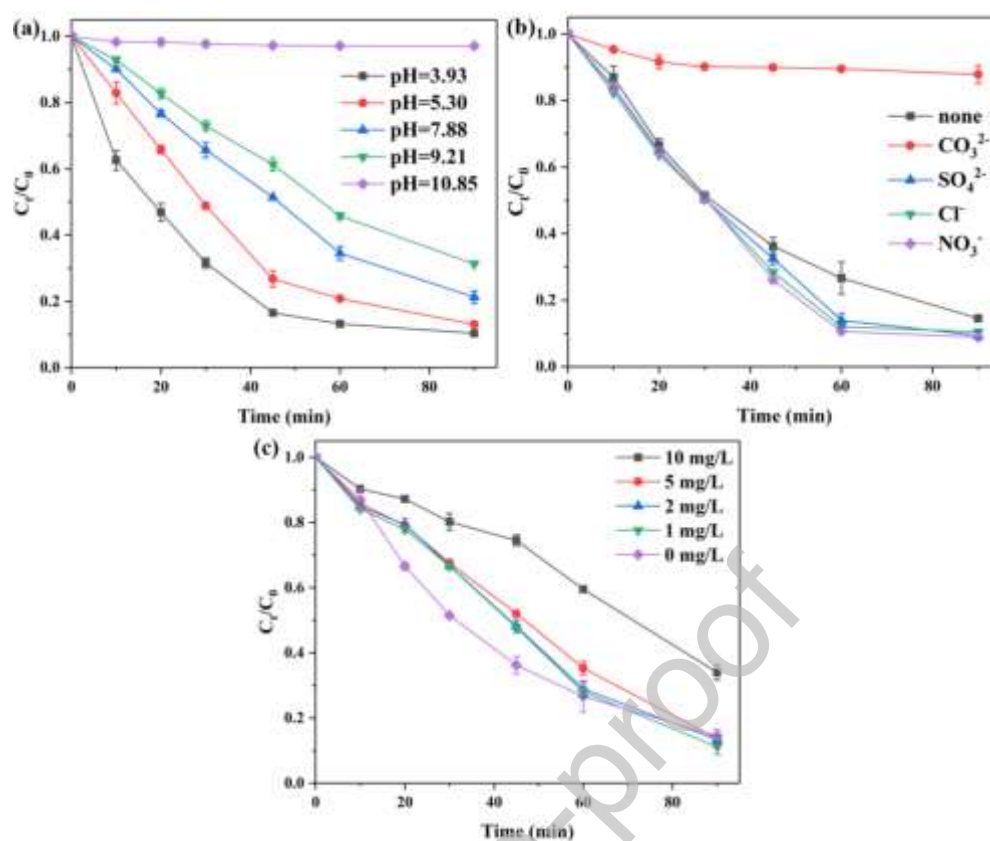 (a)
1.0
0.8
0.6
0.4
0.2
0.0
Cₜ/C₀
pH=3.93
pH=5.30
pH=7.88
pH=9.21
pH=10.85
0 20 40 60 80
Time (min)
(b)
1.0
0.8
0.6
0.4
0.2
0.0
Cₜ/C₀
none
CO₃²⁻
SO₄²⁻
Cl⁻
NO₃⁻
0 20 40 60 80
Time (min)
(c)
1.0
0.8
0.6
0.4
0.2
0.0
Cₜ/C₀
10 mg/L
5 mg/L
2 mg/L
1 mg/L
0 mg/L
0 20 40 60 80
Time (min)
-proof